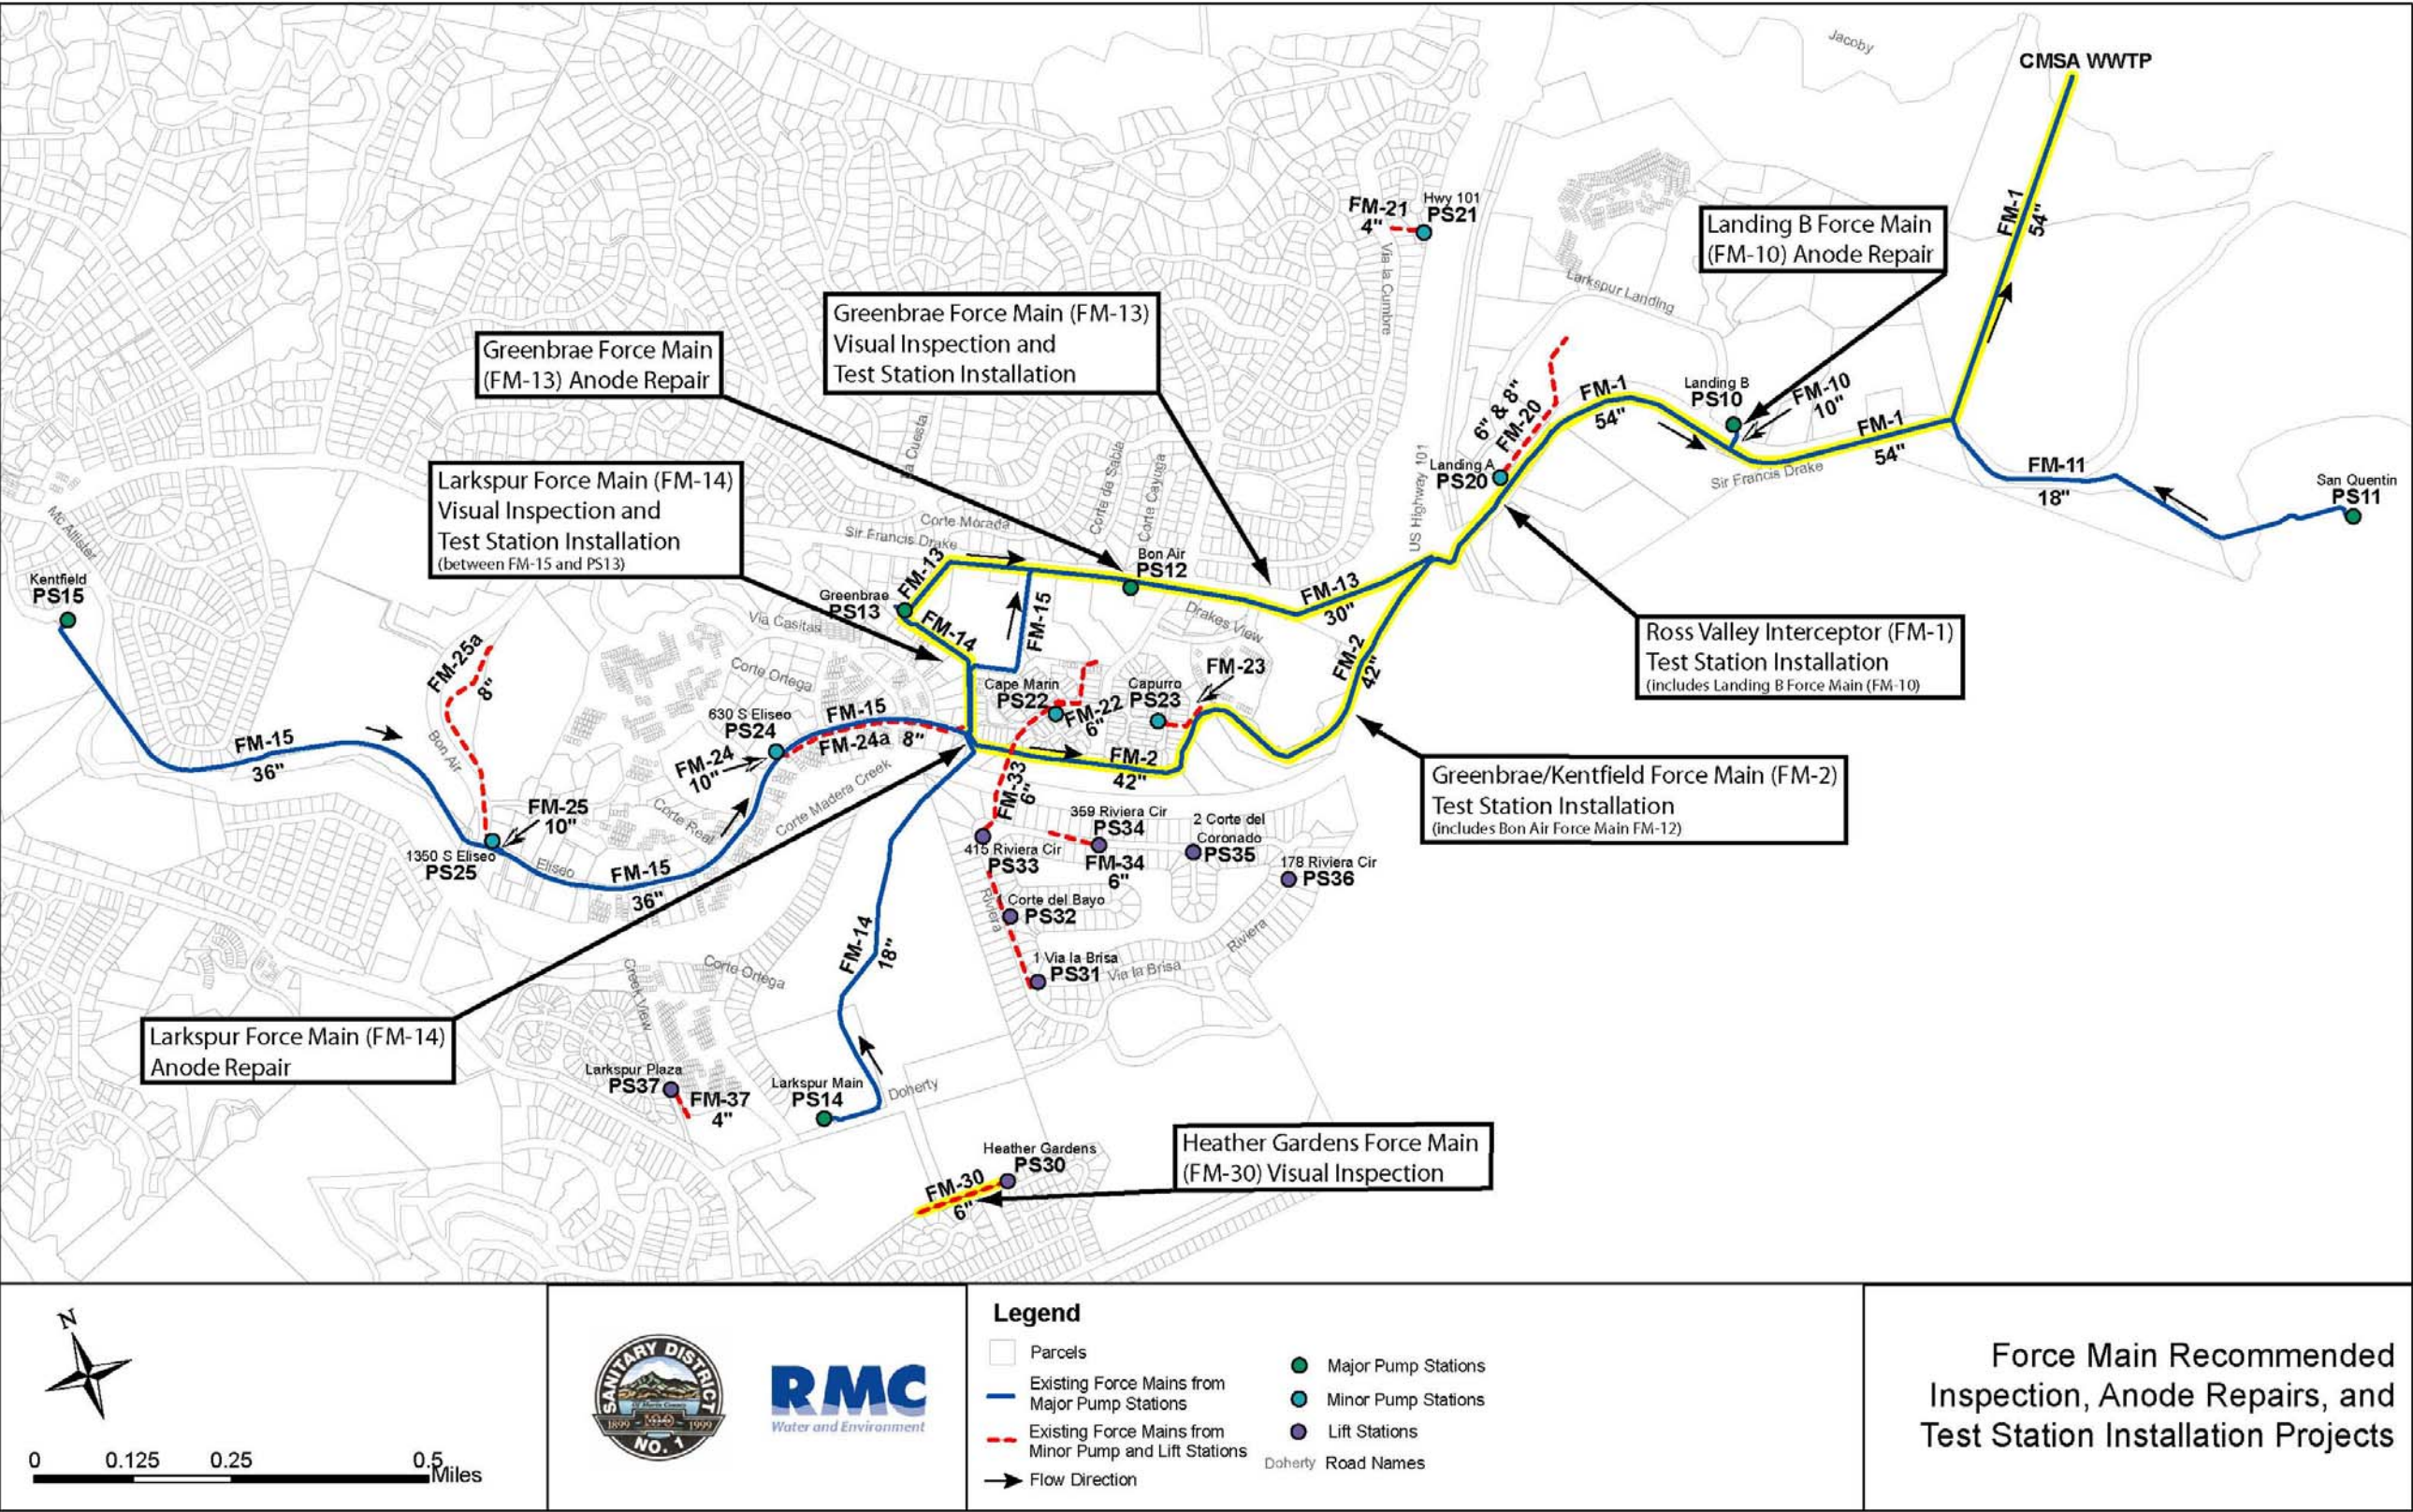 Jacoby
CMSA WWTP
FM-1
54"
FM-21
4"
Hwy 101
PS21
Via la Cumbre
Landing B Force Main
(FM-10) Anode Repair
Larkspur Landing
Greenbrae Force Main (FM-13)
Visual Inspection and
Test Station Installation
Greenbrae Force Main
(FM-13) Anode Repair
6" & 8"
FM-20
FM-1
54"
Landing B
PS10
FM-10
10"
FM-1
54"
Sir Francis Drake
FM-11
18"
San Quentin
PS11
Landing A
PS20
US Highway 101
Larkspur Force Main (FM-14)
Visual Inspection and
Test Station Installation
(between FM-15 and PS13)
Corte de Sabla
Corte Cayuga
Corte Morada
Sir Francis Drake
Mc Allister
Kentfield
PS15
FM-13
Bon Air
PS12
Greenbrae
PS13
FM-14
FM-15
FM-13
30"
Drakes View
Via Casitas
Ross Valley Interceptor (FM-1)
Test Station Installation
(includes Landing B Force Main (FM-10)
FM-25a
8"
Corte Ortega
FM-2
42"
FM-23
Cape Marin
PS22
FM-22
6"
Capurro
PS23
630 S Eliseo
PS24
FM-15
FM-24a 8"
FM-24
10"
FM-15
36"
Bon Air
FM-2
42"
Greenbrae/Kentfield Force Main (FM-2)
Test Station Installation
(includes Bon Air Force Main FM-12)
Corte Madera Creek
Corte Real
FM-33
6"
FM-25
10"
1350 S Eliseo
PS25
Eliseo
FM-15
36"
359 Riviera Cir
PS34
FM-34
6"
2 Corte del
Coronado
PS35
415 Riviera Cir
PS33
178 Riviera Cir
PS36
Riviera
1 Corte del Bayo
PS32
Riviera
FM-14
18"
1 Via la Brisa
PS31
Via la Brisa
Corte Ortega
Creek View
Larkspur Force Main (FM-14)
Anode Repair
Larkspur Plaza
PS37
FM-37
4"
Larkspur Main
PS14
Doherty
Heather Gardens
PS30
FM-30
6"
Heather Gardens Force Main
(FM-30) Visual Inspection
N
0 0.125 0.25 0.5
Miles
SANITARY DISTRICT
1899 - 100 - 1999
NO. 1
RMC
Water and Environment
Legend
Parcels
Existing Force Mains from
Major Pump Stations
Existing Force Mains from
Minor Pump and Lift Stations
Flow Direction
Major Pump Stations
Minor Pump Stations
Lift Stations
Doherty Road Names
Force Main Recommended
Inspection, Anode Repairs, and
Test Station Installation Projects